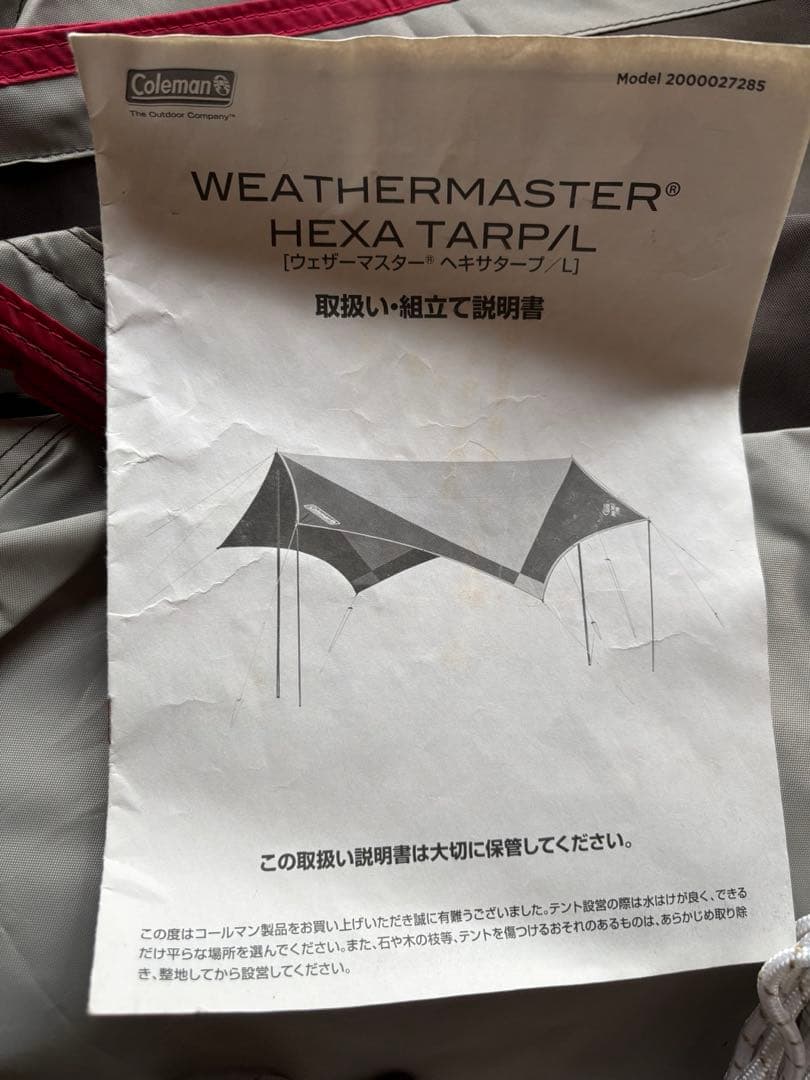 Coleman
The Outdoor Company™
Model 2000027285
WEATHERMASTER®
HEXA TARP/L
[ウェザーマスター® ヘキサタープ/L]
取扱い・組立て説明書
Coleman
この取扱い説明書は大切に保管してください。
この度はコールマン製品をお買い上げいただき誠に有難うございました。テント設営の際は水はけが良く、できる
だけ平らな場所を選んでください。また、石や木の枝等、テントを傷つけるおそれのあるものは、あらかじめ取り除
き、整地してから設営してください。